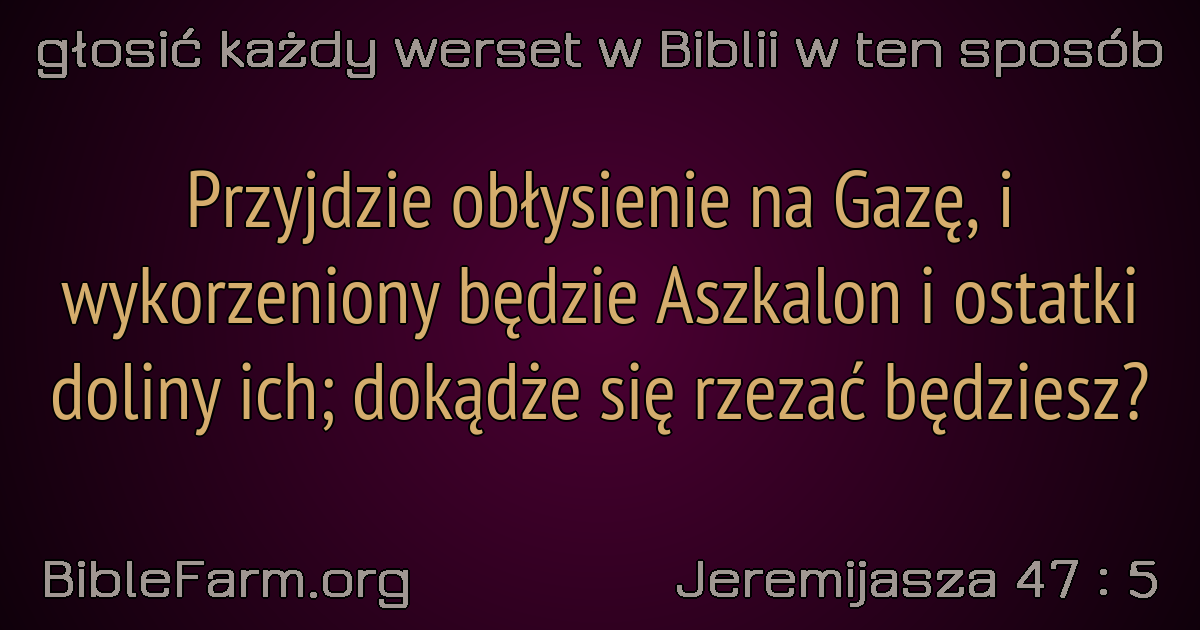 głosić każdy werset w Biblii w ten sposób
Przyjdzie obłysienie na Gazę, i
wykorzeniony będzie Aszkalon i ostatki
doliny ich; dokądże się rzezać będziesz?
BibleFarm.org
Jeremijasza 47 : 5